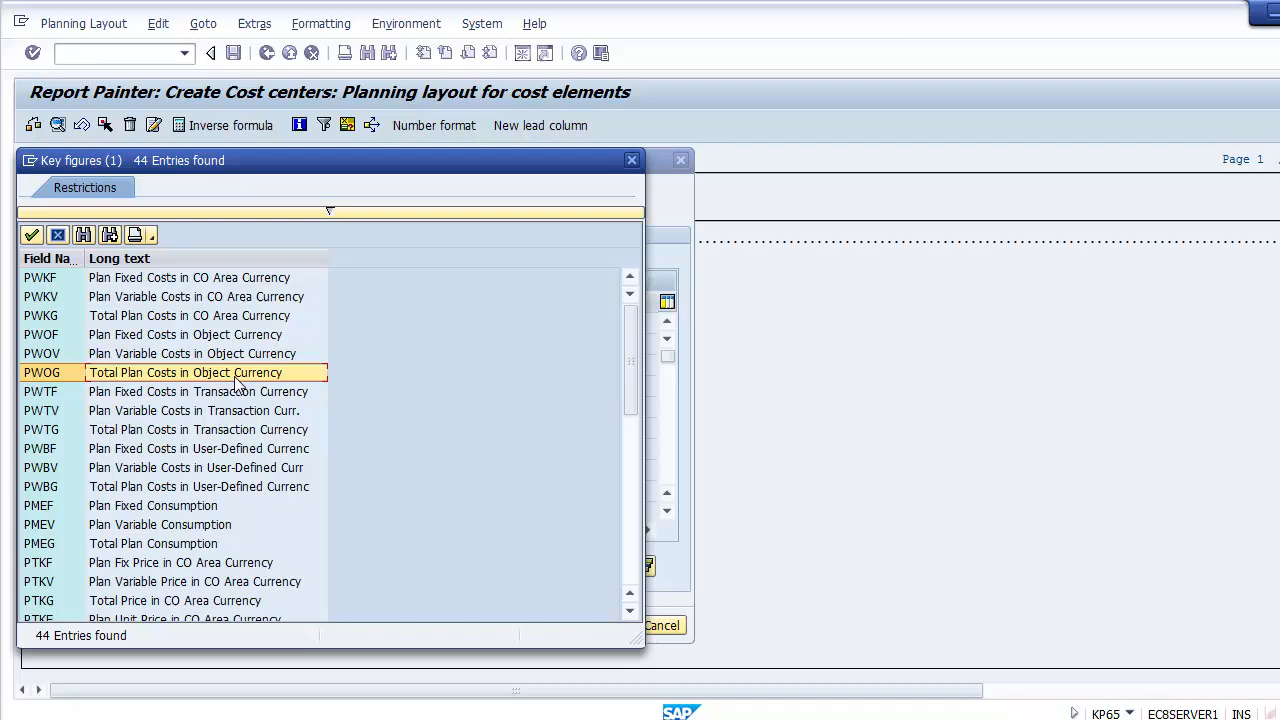 Planning Layout Edit Goto Extras Formatting Environment System Help
Report Painter: Create Cost centers: Planning layout for cost elements
Inverse formula Number format New lead column
Page 1
Key figures (1) 44 Entries found
Restrictions
Field Na... Long text
PWKF Plan Fixed Costs in CO Area Currency
PWKV Plan Variable Costs in CO Area Currency
PWKG Total Plan Costs in CO Area Currency
PWOF Plan Fixed Costs in Object Currency
PWOV Plan Variable Costs in Object Currency
PWOG Total Plan Costs in Object Currency
PWTF Plan Fixed Costs in Transaction Currency
PWTV Plan Variable Costs in Transaction Curr.
PWTG Total Plan Costs in Transaction Currency
PWBF Plan Fixed Costs in User-Defined Currenc
PWBV Plan Variable Costs in User-Defined Curr
PWBG Total Plan Costs in User-Defined Currenc
PMEF Plan Fixed Consumption
PMEV Plan Variable Consumption
PMEG Total Plan Consumption
PTKF Plan Fix Price in CO Area Currency
PTKV Plan Variable Price in CO Area Currency
PTKG Total Price in CO Area Currency
PTKE Plan Unit Price in CO Area Currency
Cancel
44 Entries found
SAP
KP65 EC8SERVER1 INS